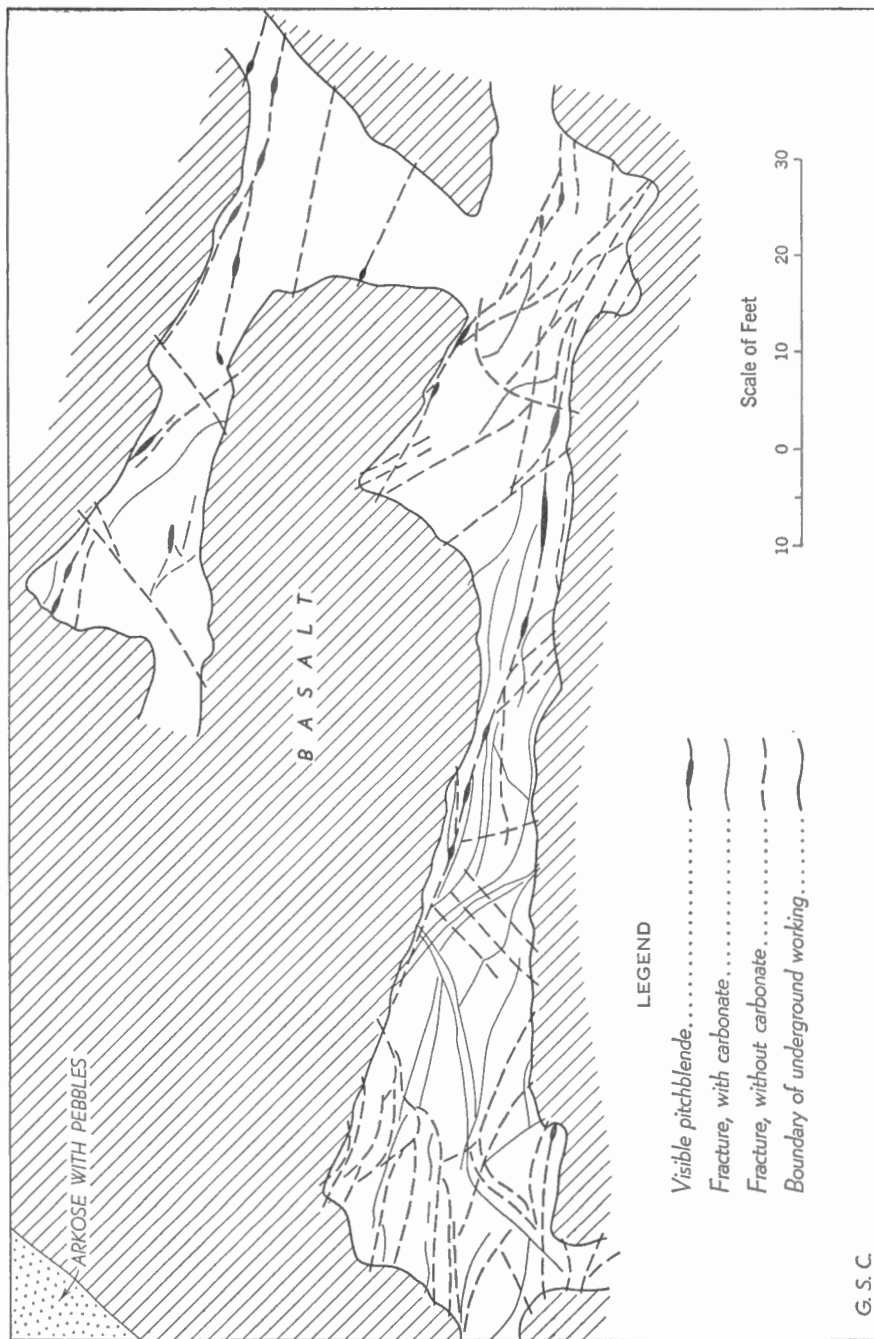 ARKOSE WITH PEBBLES
BASALT
LEGEND
Visible pitchblende
Fracture, with carbonate
Fracture, without carbonate
Boundary of underground working
Scale of Feet
10 0 10 20 30
G. S. C.